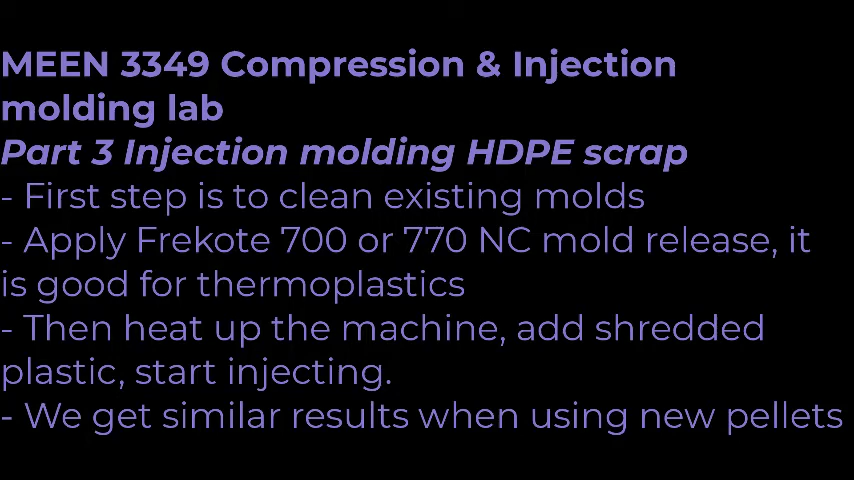 MEEN 3349 Compression & Injection
molding lab
Part 3 Injection molding HDPE scrap
- First step is to clean existing molds
- Apply Frekote 700 or 770 NC mold release, it
is good for thermoplastics
- Then heat up the machine, add shredded
plastic, start injecting.
- We get similar results when using new pellets